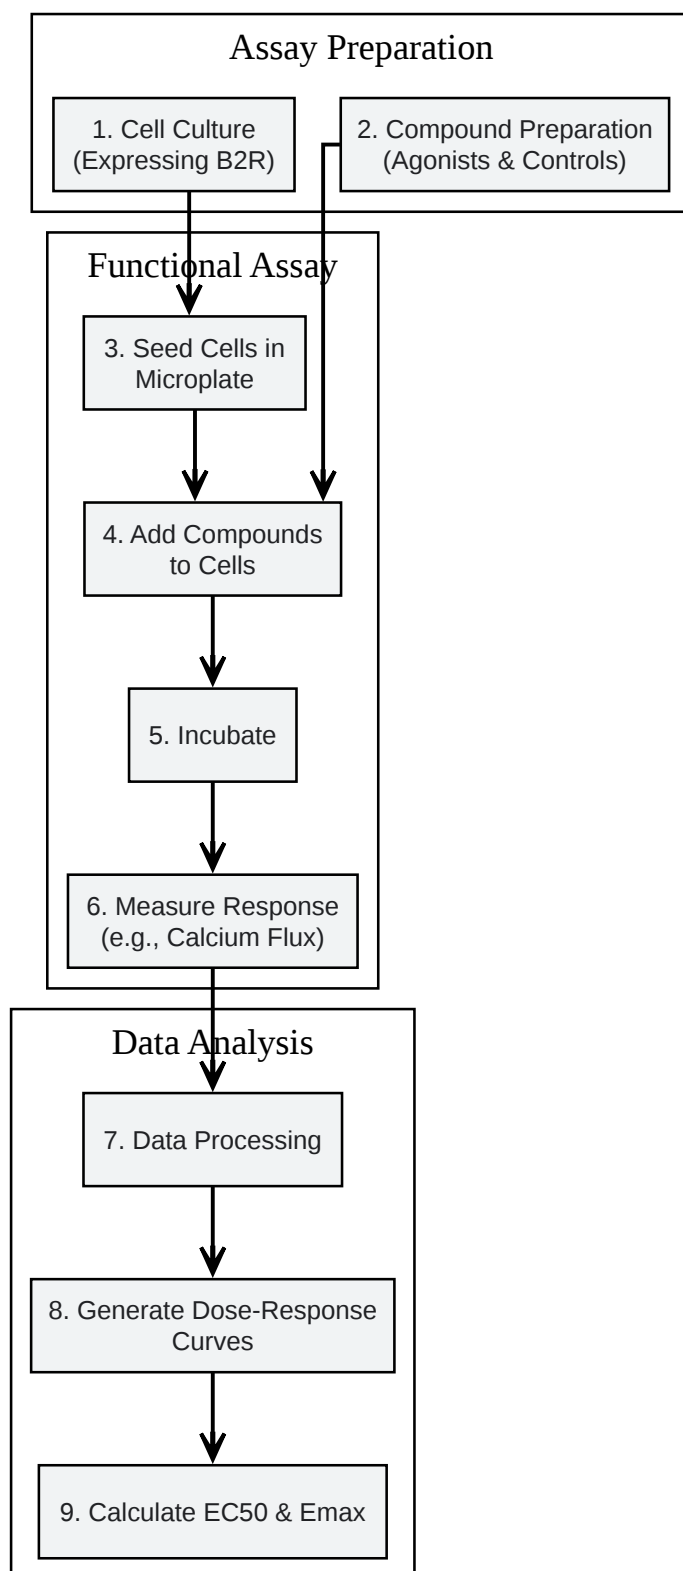 Assay Preparation
1. Cell Culture
(Expressing B2R)
2. Compound Preparation
(Agonists & Controls)
Functional Assay
3. Seed Cells in
Microplate
4. Add Compounds
to Cells
5. Incubate
6. Measure Response
(e.g., Calcium Flux)
Data Analysis
7. Data Processing
8. Generate Dose-Response
Curves
9. Calculate EC50 & Emax